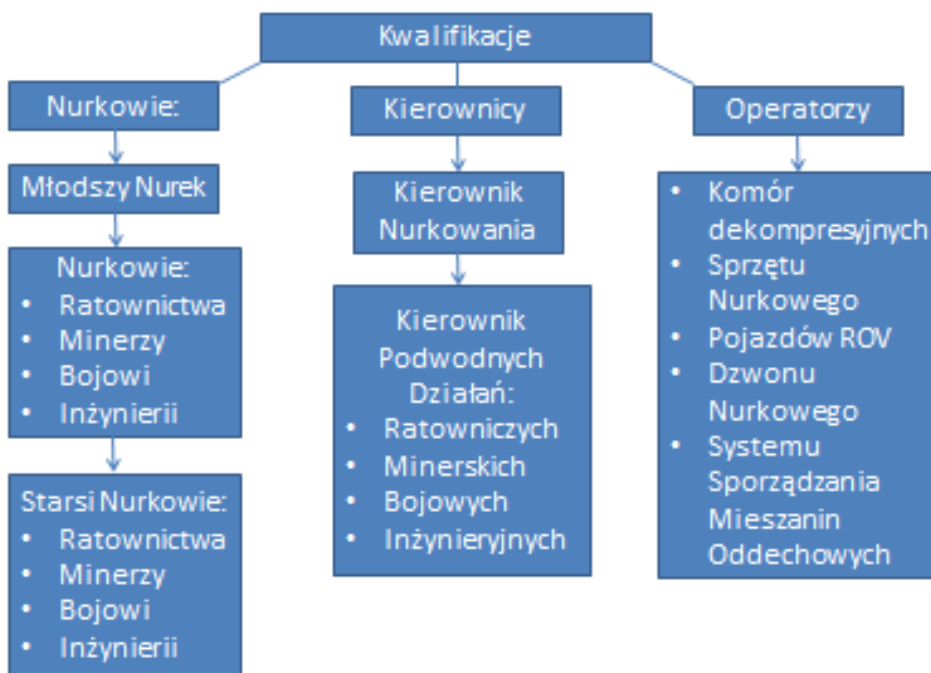 Kwalifikacje
Nurkowie:
Młodszy Nurek
Nurkowie:
• Ratownictwa
• Minerzy
• Bojowi
• Inżynierii
Starsi Nurkowie:
• Ratownictwa
• Minerzy
• Bojowi
• Inżynierii
Kierownicy
Kierownik
Nurkowania
Kierownik
Podwodnych
Działań:
• Ratowniczych
• Minerskich
• Bojowych
• Inżynieryjnych
Operatorzy
• Komór
dekompresyjnych
• Sprzętu
Nurkowego
• Pojazdów ROV
• Dzwonu
Nurkowego
• Systemu
Sporządzania
Mieszanin
Oddechowych